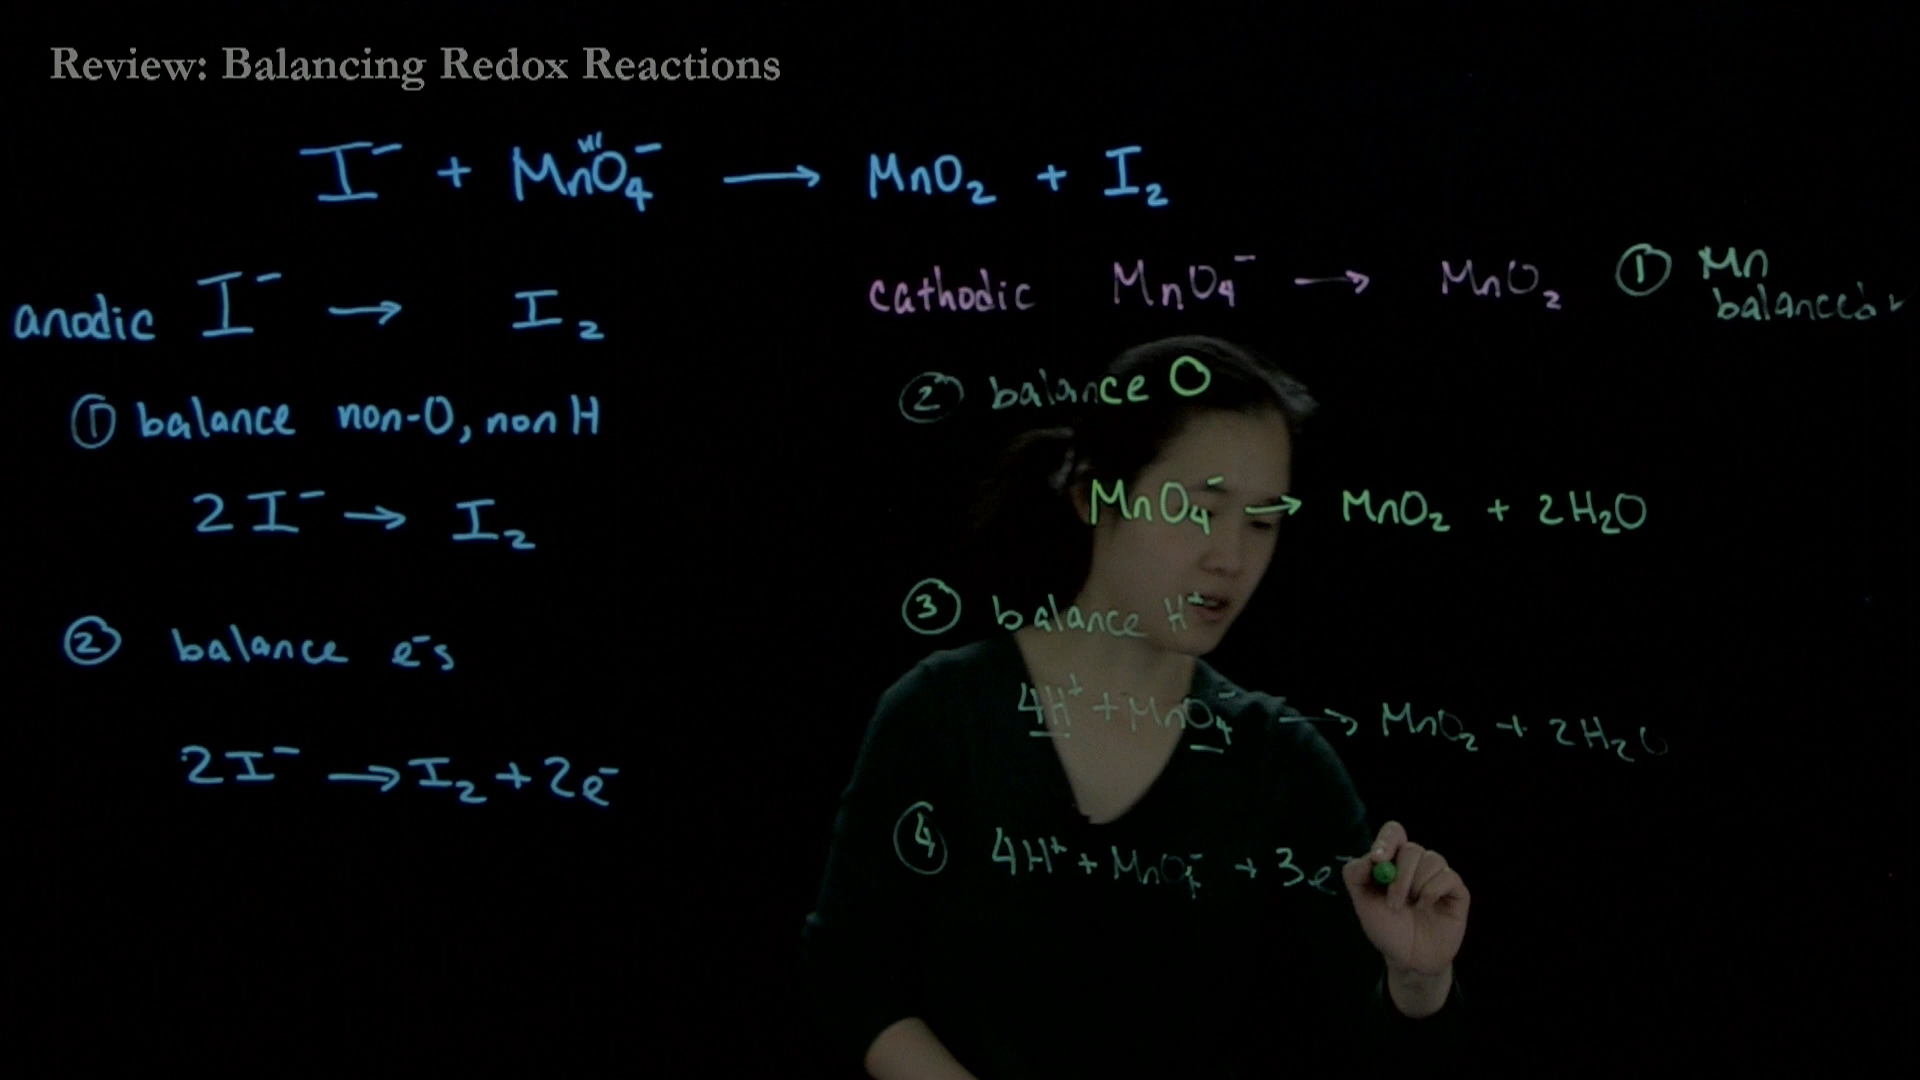 Review: Balancing Redox Reactions
I⁻ + MnO₄⁻ → MnO₂ + I₂
VII
anodic I⁻ → I₂
① balance non-O, non H
2I⁻ → I₂
② balance e⁻s
2I⁻ → I₂ + 2e⁻
cathodic MnO₄⁻ → MnO₂ ① Mn
balanced ✓
② balance O
MnO₄⁻ → MnO₂ + 2H₂O
③ balance H⁺
4H⁺ + MnO₄⁻ → MnO₂ + 2H₂O
④ 4H⁺ + MnO₄⁻ + 3e⁻